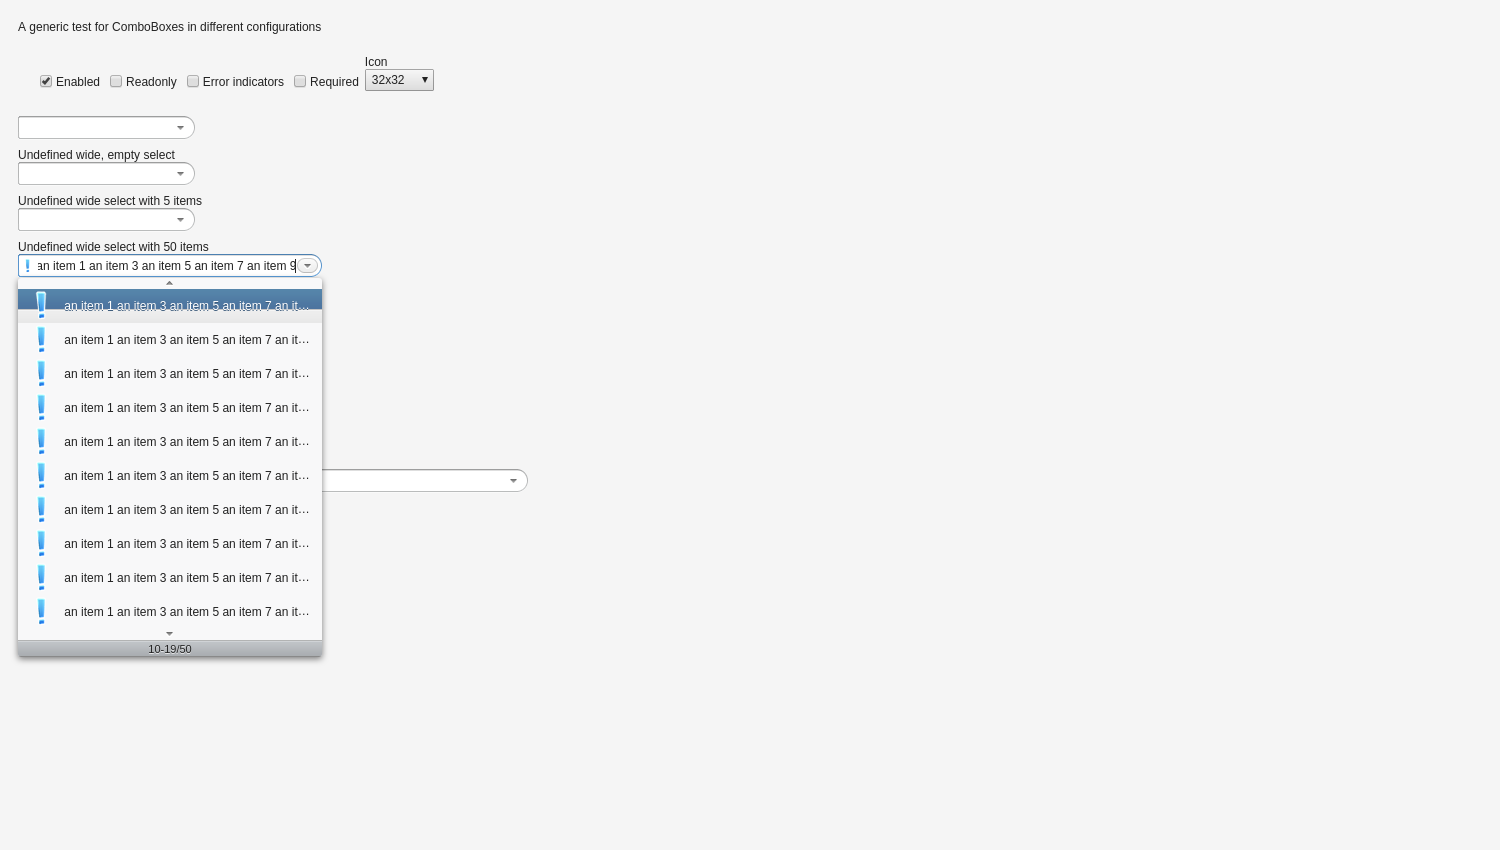 A generic test for ComboBoxes in different configurations
Icon
Enabled Readonly Error indicators Required 32x32
Undefined wide, empty select
Undefined wide select with 5 items
Undefined wide select with 50 items
an item 1 an item 3 an item 5 an item 7 an item 9
an item 1 an item 3 an item 5 an item 7 an it…
an item 1 an item 3 an item 5 an item 7 an it…
an item 1 an item 3 an item 5 an item 7 an it…
an item 1 an item 3 an item 5 an item 7 an it…
an item 1 an item 3 an item 5 an item 7 an it…
an item 1 an item 3 an item 5 an item 7 an it…
an item 1 an item 3 an item 5 an item 7 an it…
an item 1 an item 3 an item 5 an item 7 an it…
an item 1 an item 3 an item 5 an item 7 an it…
an item 1 an item 3 an item 5 an item 7 an it…
10-19/50